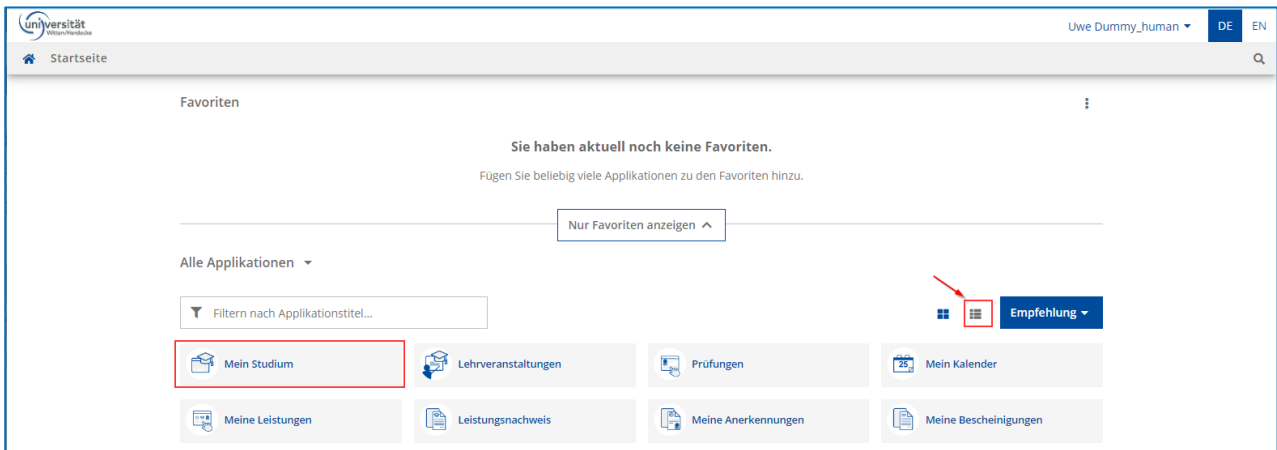 universität
Witten/Herdecke
Uwe Dummy_human
DE
EN
Startseite
Favoriten
Sie haben aktuell noch keine Favoriten.
Fügen Sie beliebig viele Applikationen zu den Favoriten hinzu.
Nur Favoriten anzeigen
Alle Applikationen
Filtern nach Applikationstitel...
Empfehlung
Mein Studium
Lehrveranstaltungen
Prüfungen
25
Mein Kalender
Meine Leistungen
Leistungsnachweis
Meine Anerkennungen
Meine Bescheinigungen